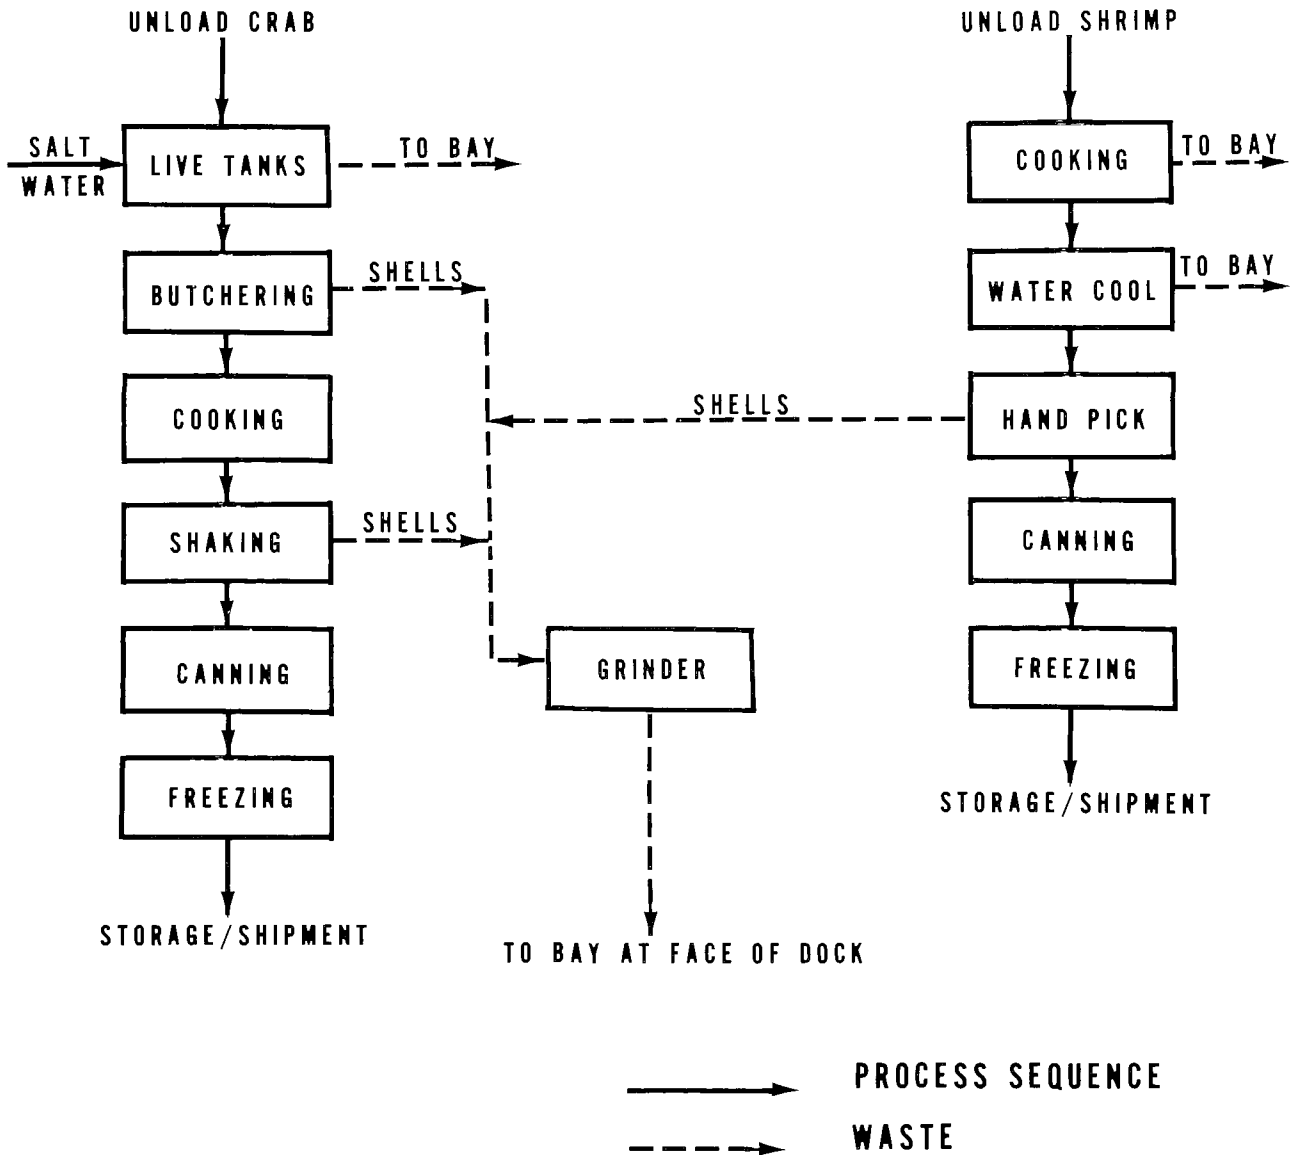 UNLOAD CRAB
UNLOAD SHRIMP
SALT
WATER
LIVE TANKS
TO BAY
COOKING
TO BAY
BUTCHERING
SHELLS
WATER COOL
TO BAY
COOKING
SHELLS
HAND PICK
SHAKING
SHELLS
CANNING
CANNING
GRINDER
FREEZING
FREEZING
STORAGE/SHIPMENT
STORAGE/SHIPMENT
TO BAY AT FACE OF DOCK
PROCESS SEQUENCE
WASTE